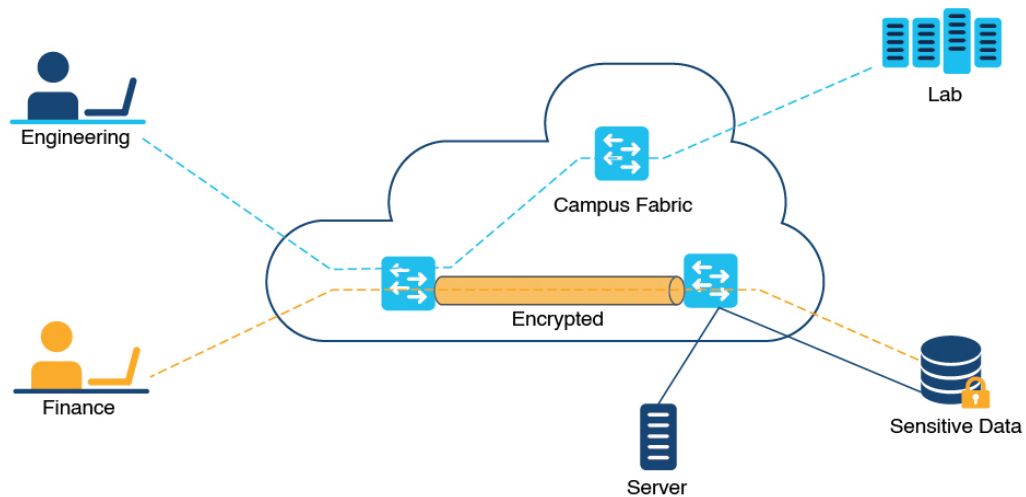 Lab
Engineering
Campus Fabric
Encrypted
Finance
Sensitive Data
Server